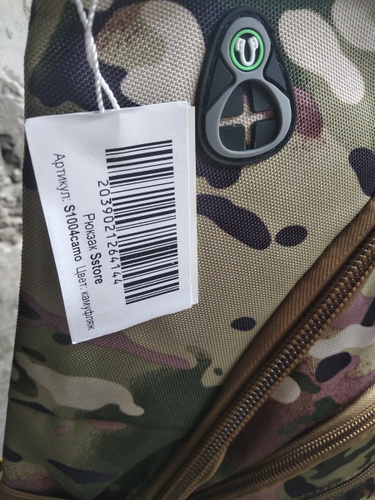 2039021264144
Рюкзак Sstore
Артикул: S1004camo Цвет: камуфляж